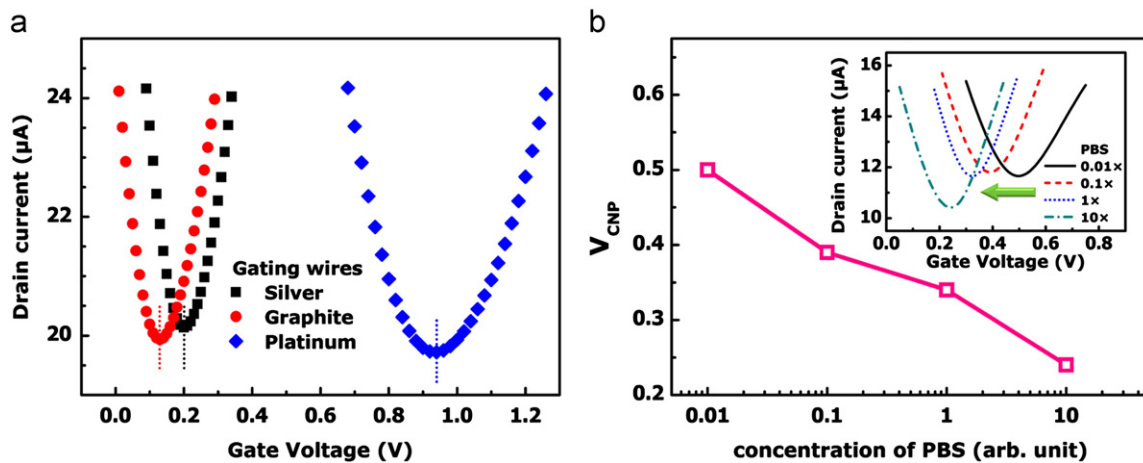 a
24
22
20
Drain current (µA)
Gating wires
Silver
Graphite
Platinum
0.0 0.2 0.4 0.6 0.8 1.0 1.2
Gate Voltage (V)
b
0.6
0.5
0.4
0.3
0.2
V_CNP
0.01 0.1 1 10
concentration of PBS (arb. unit)
16
14
12
10
Drain current (µA)
PBS
0.01×
0.1×
1×
10×
0.0 0.2 0.4 0.6 0.8
Gate Voltage (V)